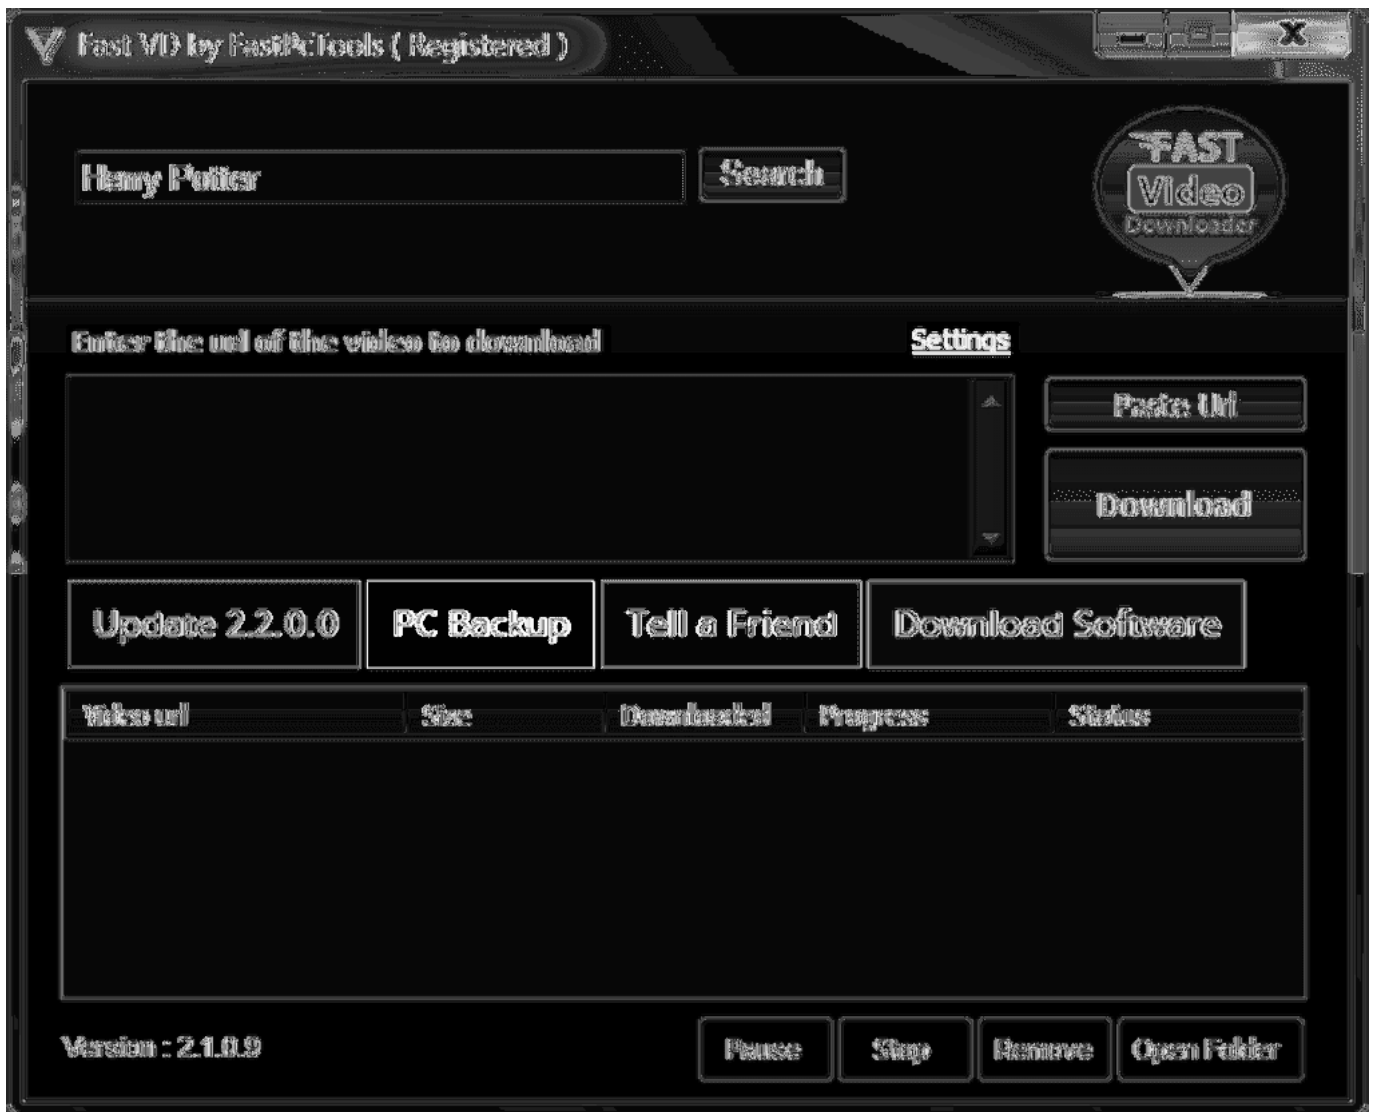 Fast VD by FastPcTools ( Registered )
Harry Potter
Search
FAST
Video
Downloader
Enter the url of the video to download
Settings
Paste Url
Download
Update 2.2.0.0
PC Backup
Tell a Friend
Download Software
Video url
Size
Downloaded
Progress
Status
Version : 2.1.0.9
Pause
Stop
Remove
Open Folder